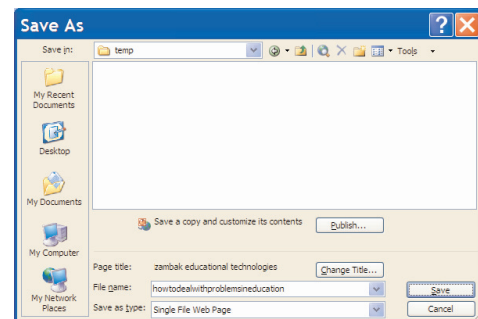 Save As
Save in:
temp
Tools
My Recent
Documents
Desktop
My Documents
My Computer
My Network
Places
Save a copy and customize its contents
Publish...
Page title:
zambak educational technologies
Change Title...
File name:
howtodealwithproblemsineducation
Save
Save as type:
Single File Web Page
Cancel